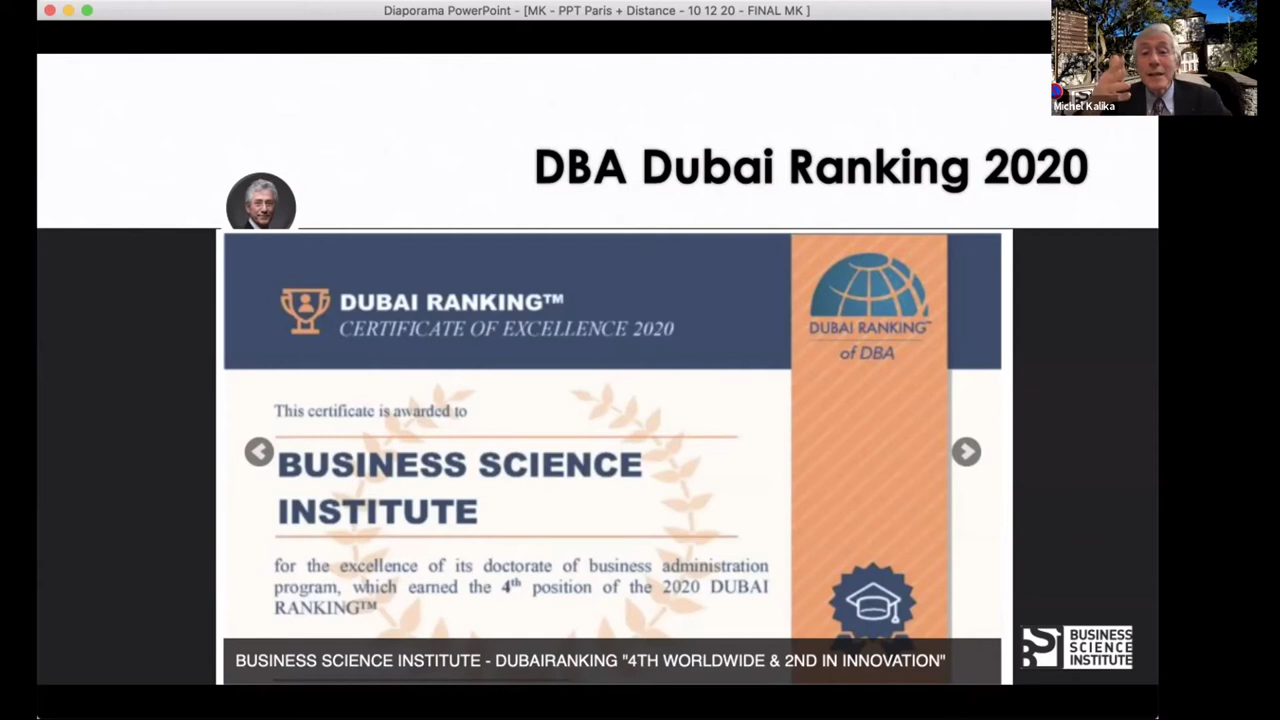 Diaporama PowerPoint - [MK - PPT Paris + Distance - 10 12 20 - FINAL MK ]
Michel Kalika
DBA Dubai Ranking 2020
DUBAI RANKING™
CERTIFICATE OF EXCELLENCE 2020
DUBAI RANKING™
of DBA
This certificate is awarded to
BUSINESS SCIENCE
INSTITUTE
for the excellence of its doctorate of business administration
program, which earned the 4th position of the 2020 DUBAI
RANKING™
BUSINESS SCIENCE INSTITUTE - DUBAIRANKING "4TH WORLDWIDE & 2ND IN INNOVATION"
BUSINESS
SCIENCE
INSTITUTE